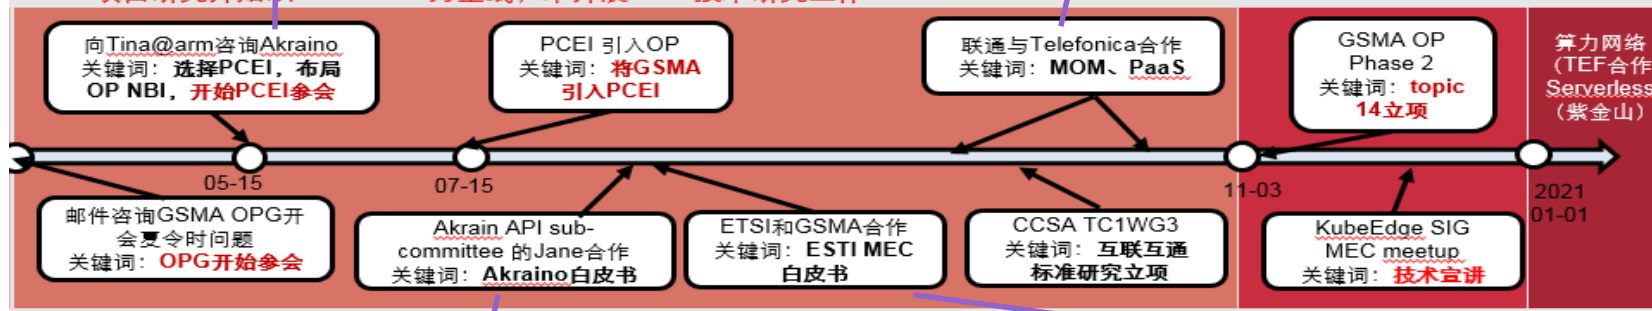 向Tina@arm咨询Akraino
关键词：选择PCEI，布局
OP NBI，开始PCEI参会
PCEI 引入OP
关键词：将GSMA
引入PCEI
联通与Telefonica合作
关键词：MOM、PaaS
GSMA OP
Phase 2
关键词：topic
14立项
算力网络
(TEF合作
Serverless
（紫金山）
05-15
07-15
11-03
2021
01-01
邮件咨询GSMA OPG开
会夏令时问题
关键词：OPG开始参会
Akrain API sub-
committee 的Jane合作
关键词：Akraino白皮书
ETSI和GSMA合作
关键词：ESTI MEC
白皮书
CCSA TC1WG3
关键词：互联互通
标准研究立项
KubeEdge SIG
MEC meetup
关键词：技术宣讲